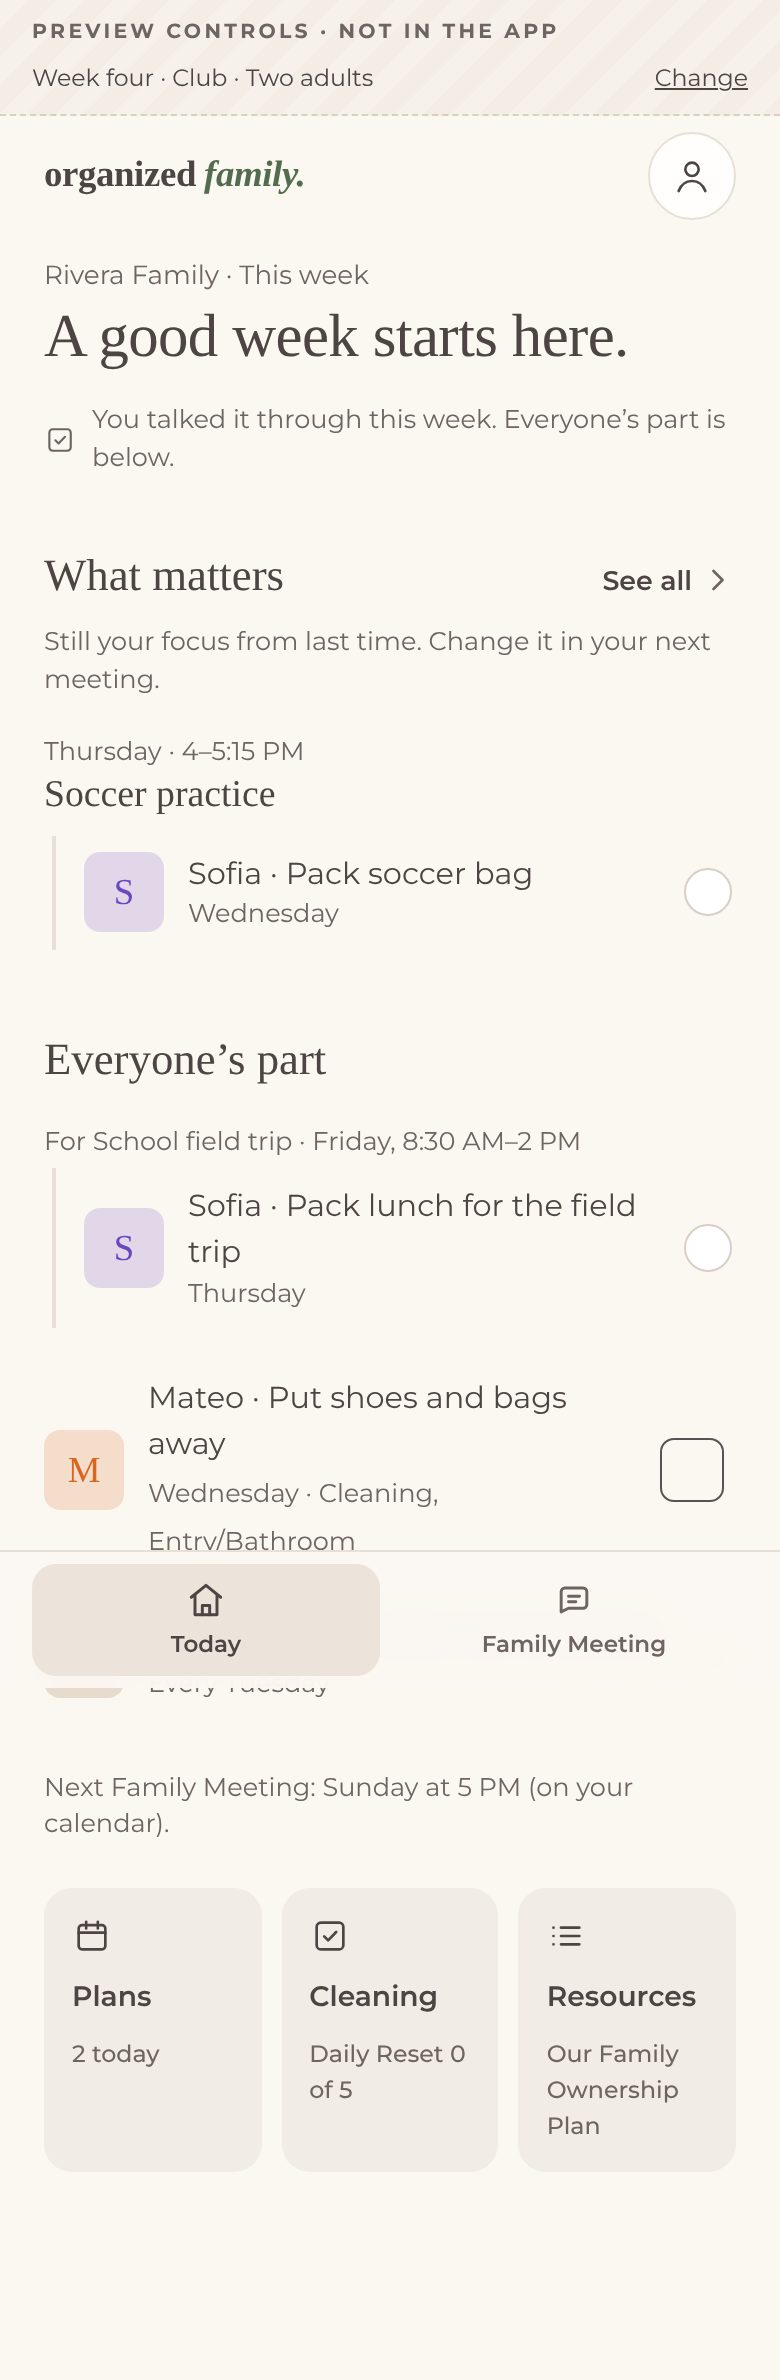 PREVIEW CONTROLS · NOT IN THE APP
Week four · Club · Two adults
Change
organized family.
Rivera Family · This week
A good week starts here.
You talked it through this week. Everyone’s part is
below.
What matters
See all
Still your focus from last time. Change it in your next
meeting.
Thursday · 4–5:15 PM
Soccer practice
S
Sofia · Pack soccer bag
Wednesday
Everyone’s part
For School field trip · Friday, 8:30 AM–2 PM
S
Sofia · Pack lunch for the field
trip
Thursday
M
Mateo · Put shoes and bags
away
Wednesday · Cleaning,
Entry/Bathroom
Today
Family Meeting
Every Tuesday
Next Family Meeting: Sunday at 5 PM (on your
calendar).
Plans
2 today
Cleaning
Daily Reset 0
of 5
Resources
Our Family
Ownership
Plan